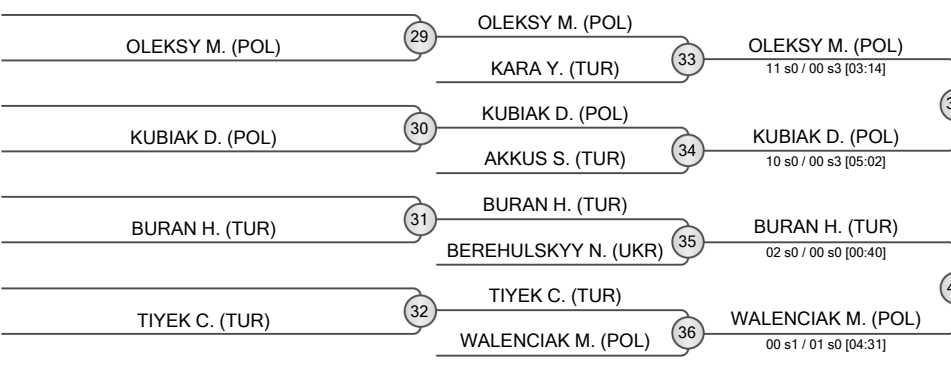 OLEKSY M. (POL)
29
OLEKSY M. (POL)
KARA Y. (TUR)
33
OLEKSY M. (POL)
11 s0 / 00 s3 [03:14]
KUBIAK D. (POL)
30
KUBIAK D. (POL)
AKKUS S. (TUR)
34
KUBIAK D. (POL)
10 s0 / 00 s3 [05:02]
BURAN H. (TUR)
31
BURAN H. (TUR)
BEREHULSKYY N. (UKR)
35
BURAN H. (TUR)
02 s0 / 00 s0 [00:40]
TIYEK C. (TUR)
32
TIYEK C. (TUR)
WALENCIAK M. (POL)
36
WALENCIAK M. (POL)
00 s1 / 01 s0 [04:31]